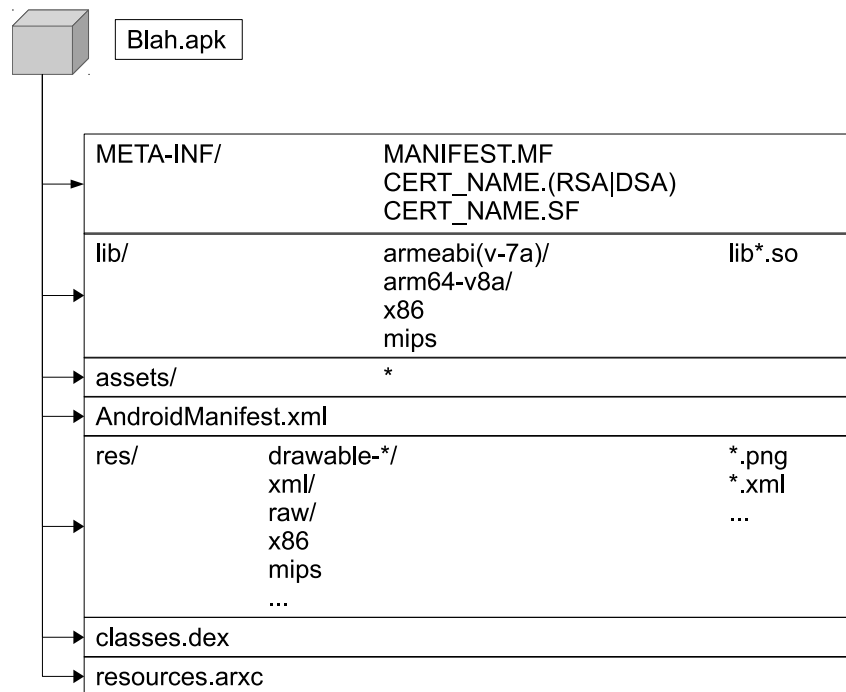 Blah.apk
META-INF/ MANIFEST.MF
CERT_NAME.(RSA|DSA)
CERT_NAME.SF
lib/ armeabi(v-7a)/ lib*.so
arm64-v8a/
x86
mips
assets/ *
AndroidManifest.xml
res/ drawable-*/ *.png
xml/ *.xml
raw/ ...
x86
mips
...
classes.dex
resources.arxc